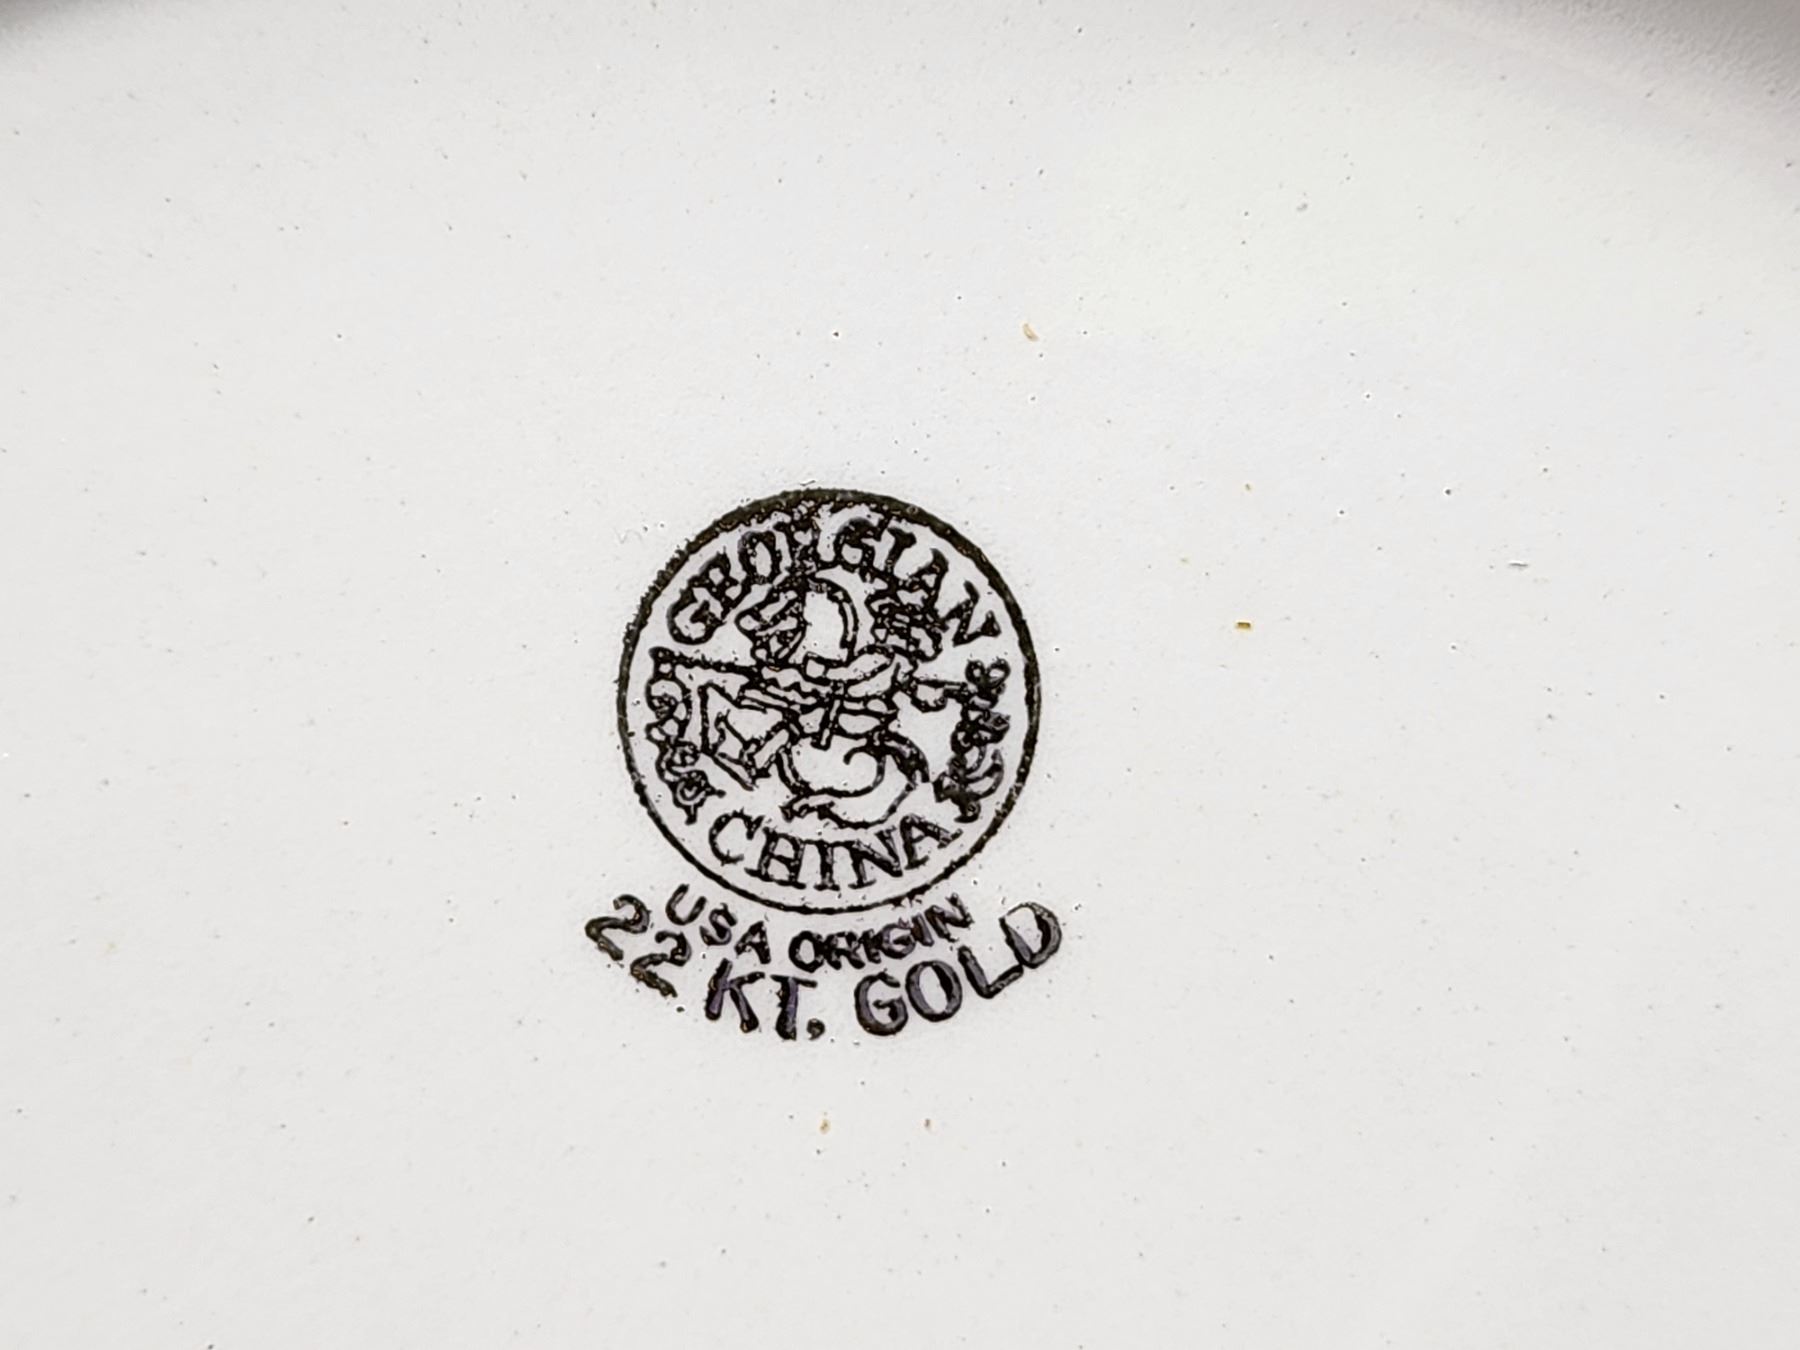 GEORGIAN
CHINA
USA ORIGIN
22 KT. GOLD